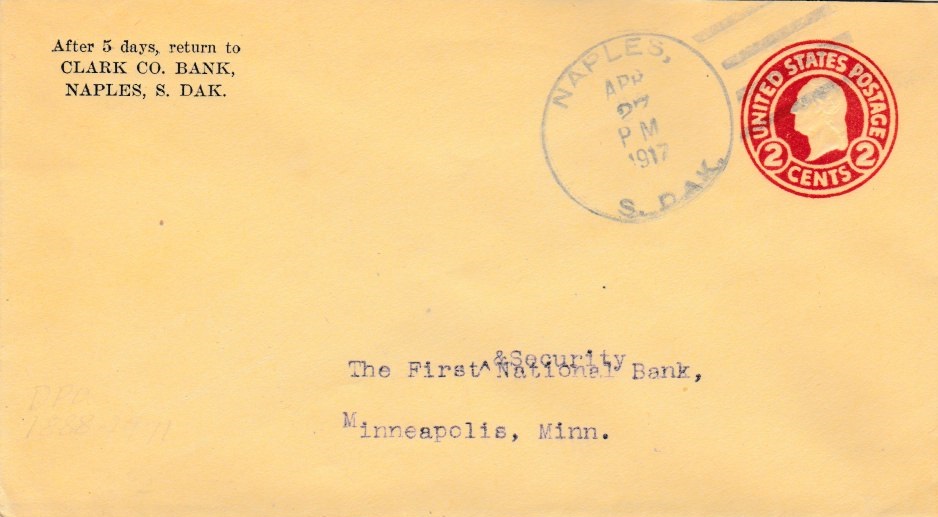 After 5 days, return to
CLARK CO. BANK,
NAPLES, S. DAK.
NAPLES,
APR
27
P M
1917
S. DAK.
UNITED STATES POSTAGE
2 CENTS 2
&Security
The First^National Bank,
Minneapolis, Minn.